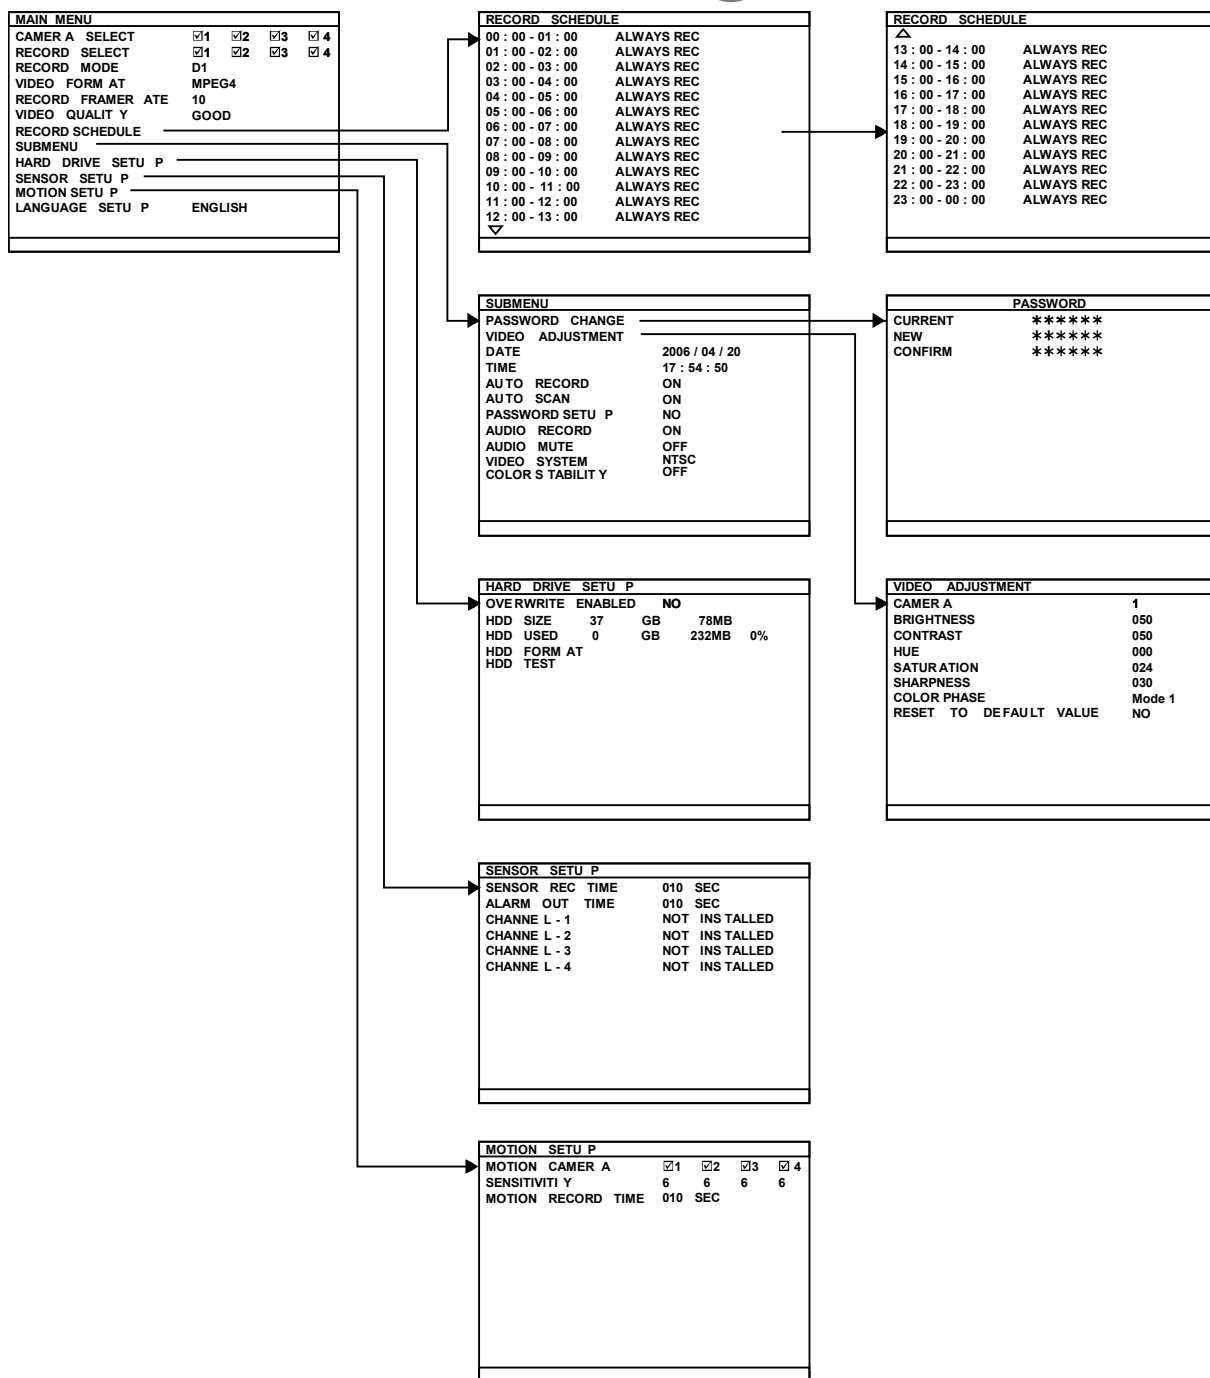 MAIN MENU
CAMER A SELECT ☑1 ☑2 ☑3 ☑ 4
RECORD SELECT ☑1 ☑2 ☑3 ☑ 4
RECORD MODE D1
VIDEO FORM AT MPEG4
RECORD FRAMER ATE 10
VIDEO QUALIT Y GOOD
RECORD SCHEDULE
SUBMENU
HARD DRIVE SETU P
SENSOR SETU P
MOTION SETU P
LANGUAGE SETU P ENGLISH
RECORD SCHEDULE
00 : 00 - 01 : 00 ALWAYS REC
01 : 00 - 02 : 00 ALWAYS REC
02 : 00 - 03 : 00 ALWAYS REC
03 : 00 - 04 : 00 ALWAYS REC
04 : 00 - 05 : 00 ALWAYS REC
05 : 00 - 06 : 00 ALWAYS REC
06 : 00 - 07 : 00 ALWAYS REC
07 : 00 - 08 : 00 ALWAYS REC
08 : 00 - 09 : 00 ALWAYS REC
09 : 00 - 10 : 00 ALWAYS REC
10 : 00 - 11 : 00 ALWAYS REC
11 : 00 - 12 : 00 ALWAYS REC
12 : 00 - 13 : 00 ALWAYS REC
RECORD SCHEDULE
13 : 00 - 14 : 00 ALWAYS REC
14 : 00 - 15 : 00 ALWAYS REC
15 : 00 - 16 : 00 ALWAYS REC
16 : 00 - 17 : 00 ALWAYS REC
17 : 00 - 18 : 00 ALWAYS REC
18 : 00 - 19 : 00 ALWAYS REC
19 : 00 - 20 : 00 ALWAYS REC
20 : 00 - 21 : 00 ALWAYS REC
21 : 00 - 22 : 00 ALWAYS REC
22 : 00 - 23 : 00 ALWAYS REC
23 : 00 - 00 : 00 ALWAYS REC
SUBMENU
PASSWORD CHANGE
VIDEO ADJUSTMENT
DATE 2006 / 04 / 20
TIME 17 : 54 : 50
AUTO RECORD ON
AUTO SCAN ON
PASSWORD SETU P NO
AUDIO RECORD ON
AUDIO MUTE OFF
VIDEO SYSTEM NTSC
COLOR S TABILIT Y OFF
PASSWORD
CURRENT ******
NEW ******
CONFIRM ******
HARD DRIVE SETU P
OVE RWRITE ENABLED NO
HDD SIZE 37 GB 78MB
HDD USED 0 GB 232MB 0%
HDD FORM AT
HDD TEST
VIDEO ADJUSTMENT
CAMER A 1
BRIGHTNESS 050
CONTRAST 050
HUE 000
SATUR ATION 024
SHARPNESS 030
COLOR PHASE Mode 1
RESET TO DEFAULT VALUE NO
SENSOR SETU P
SENSOR REC TIME 010 SEC
ALARM OUT TIME 010 SEC
CHANNE L - 1 NOT INS TALLED
CHANNE L - 2 NOT INS TALLED
CHANNE L - 3 NOT INS TALLED
CHANNE L - 4 NOT INS TALLED
MOTION SETU P
MOTION CAMER A ☑1 ☑2 ☑3 ☑ 4
SENSITIVITI Y 6 6 6 6
MOTION RECORD TIME 010 SEC